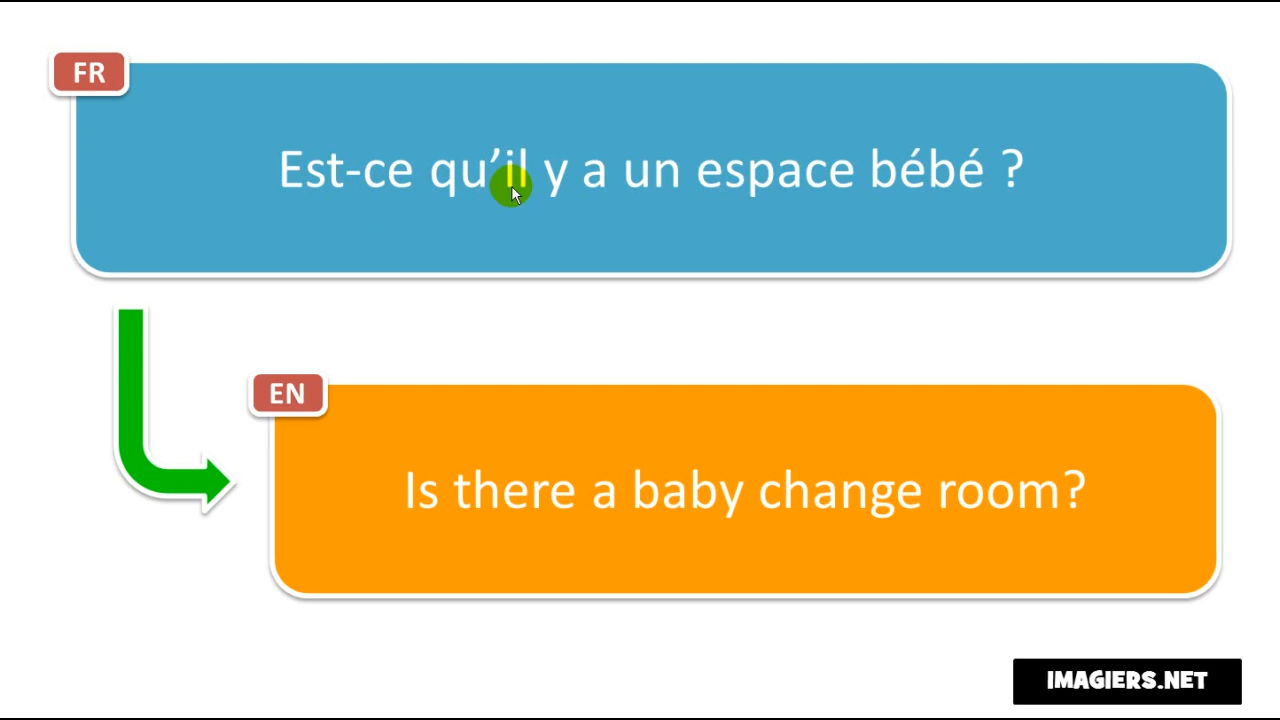 FR
Est-ce qu’il y a un espace bébé ?
EN
Is there a baby change room?
IMAGIERS.NET